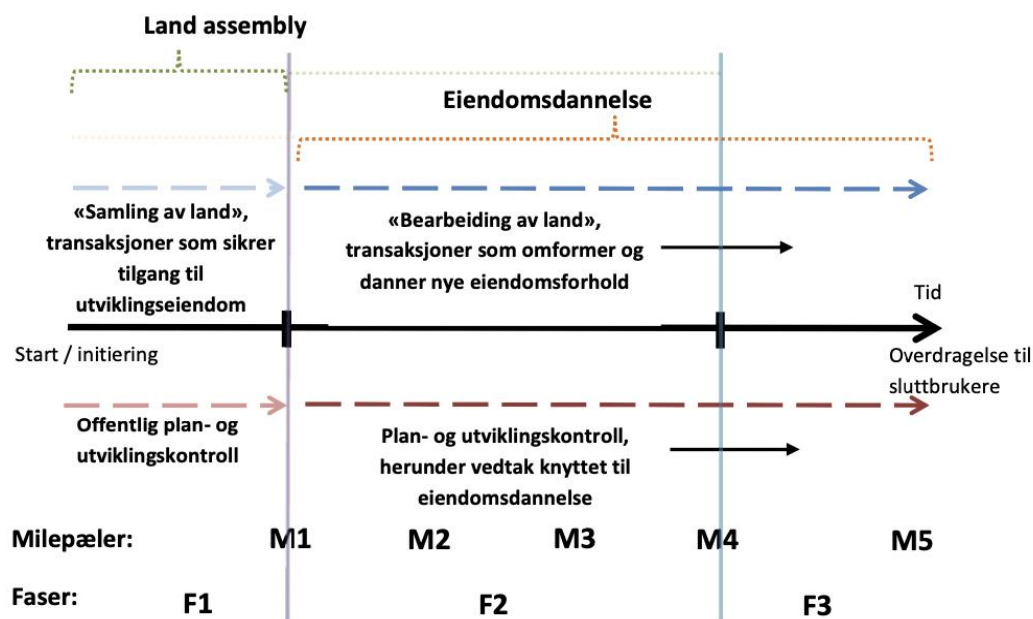 Land assembly
Eiendomsdannelse
«Samling av land»,
transaksjoner som sikrer
tilgang til
utviklingseiendom
«Bearbeiding av land»,
transaksjoner som omformer og
danner nye eiendomsforhold
Tid
Start / initiering
Overdragelse til
sluttbrukere
Offentlig plan- og
utviklingskontroll
Plan- og utviklingskontroll,
herunder vedtak knyttet til
eiendomsdannelse
Milepæler: M1 M2 M3 M4 M5
Faser: F1 F2 F3